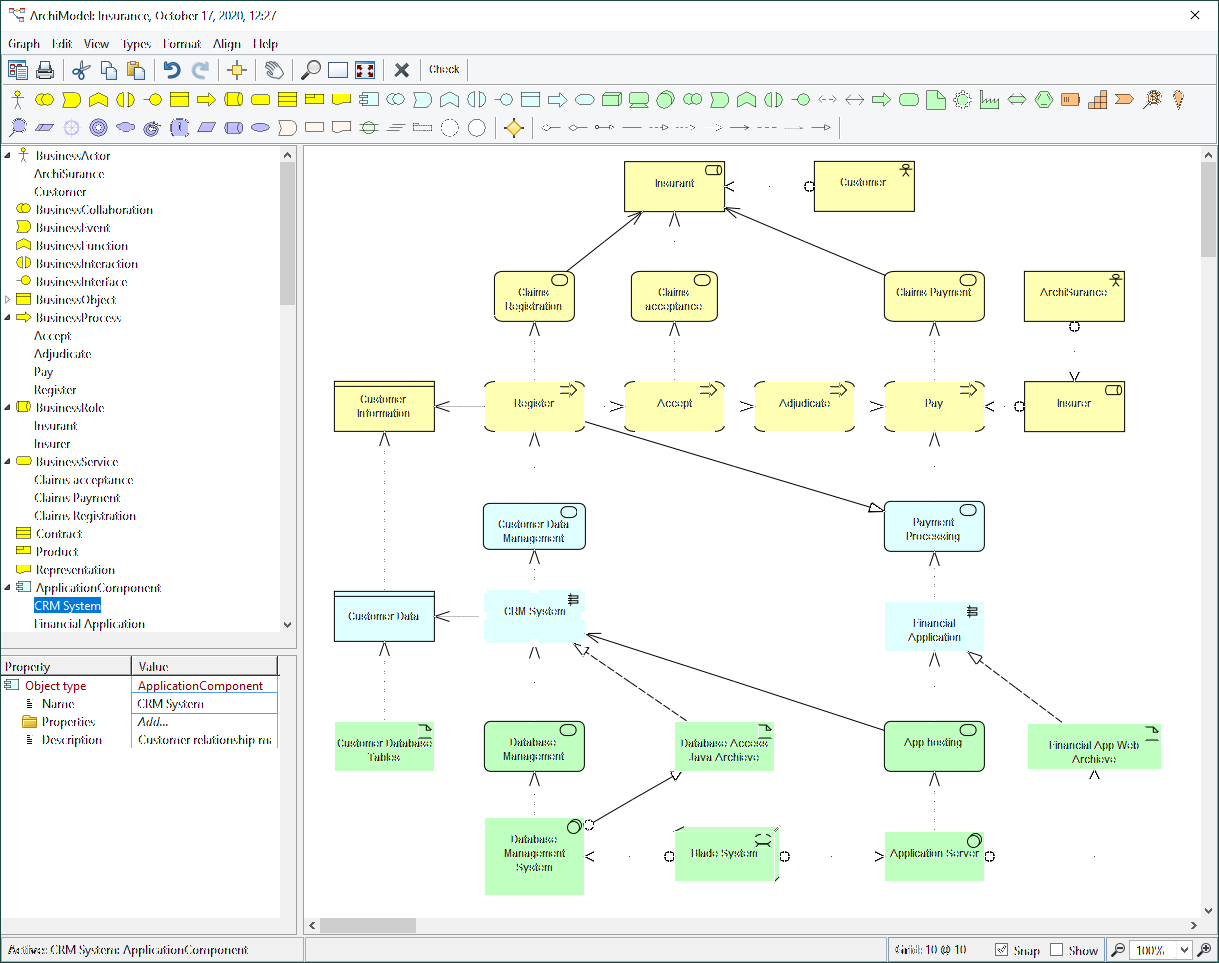 ArchiModel: Insurance, October 17, 2020, 12:27
Graph Edit View Types Format Align Help
Check
BusinessActor
ArchiSurance
Customer
BusinessCollaboration
BusinessEvent
BusinessFunction
BusinessInteraction
BusinessInterface
BusinessObject
BusinessProcess
Accept
Adjudicate
Pay
Register
BusinessRole
Insurant
Insurer
BusinessService
Claims acceptance
Claims Payment
Claims Registration
Contract
Product
Representation
ApplicationComponent
CRM System
Financial Application
Property Value
Object type ApplicationComponent
Name CRM System
Properties Add...
Description Customer relationship ma
Insurant
Customer
Claims
Registration
Claims
acceptance
Claims Payment
ArchiSurance
Customer
Information
Register
Accept
Adjudicate
Pay
Insurer
Customer Data
Management
Payment
Processing
Customer Data
CRM System
Financial
Application
Customer Database
Tables
Database
Management
Database Access
Java Archieve
App hosting
Financial App Web
Archieve
Database
Management
System
Blade System
Application Server
Active: CRM System: ApplicationComponent
Grid: 10 @ 10
Snap
Show
100%